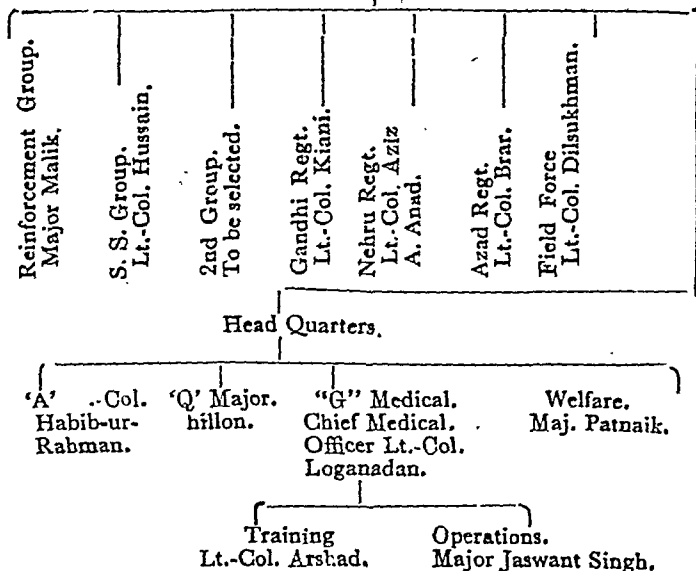 Reinforcement Group.
Major Malik.
S. S. Group.
Lt.-Col. Hussain.
2nd Group.
To be selected.
Gandhi Regt.
Lt.-Col. Kiani.
Nehru Regt.
Lt.-Col. Aziz
A. Anad.
Azad Regt.
Lt.-Col. Brar.
Field Force
Lt.-Col. Dilsukhman.
Head Quarters.
'A' .-Col.
Habib-ur-
Rahman.
'Q' Major.
hillon.
"G" Medical.
Chief Medical.
Officer Lt.-Col.
Loganadan.
Welfare.
Maj. Patnaik.
Training
Lt.-Col. Arshad.
Operations.
Major Jaswant Singh.